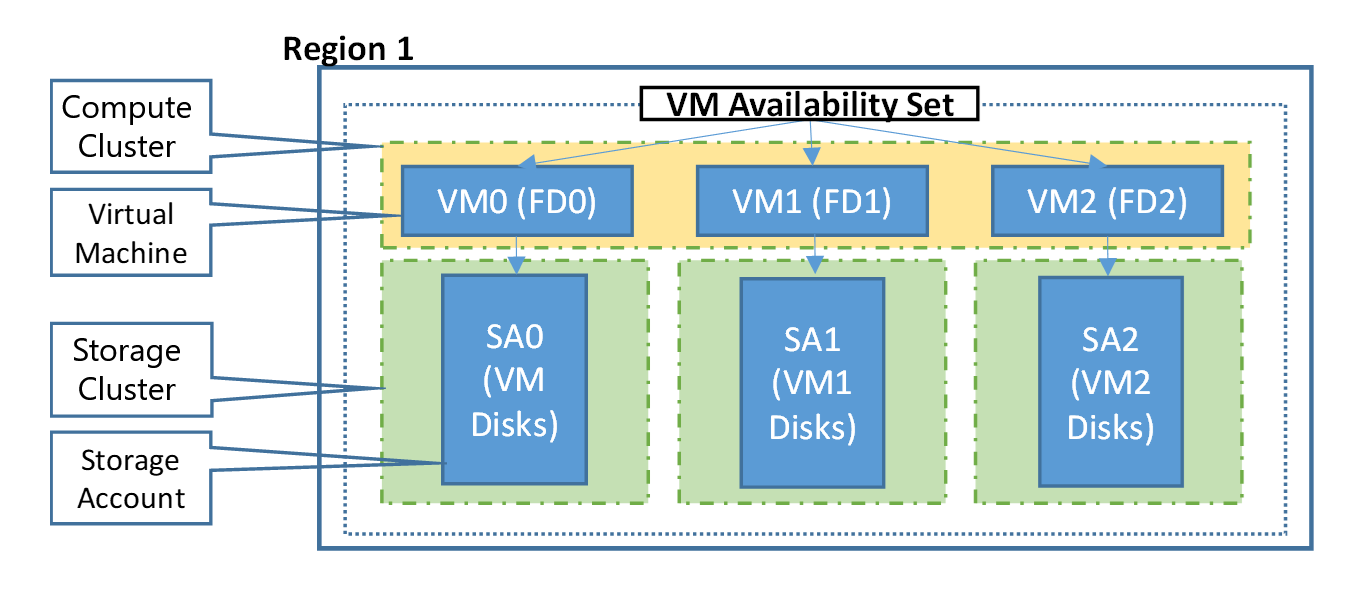 Region 1
VM Availability Set
Compute
Cluster
Virtual
Machine
VM0 (FD0)
VM1 (FD1)
VM2 (FD2)
Storage
Cluster
Storage
Account
SA0
(VM
Disks)
SA1
(VM1
Disks)
SA2
(VM2
Disks)